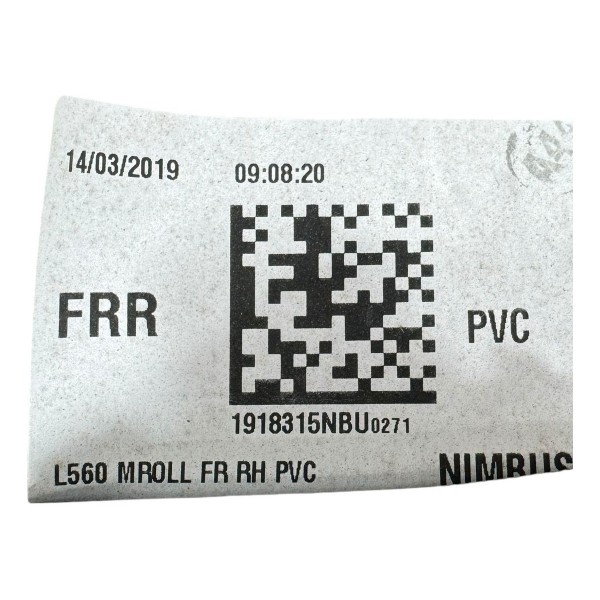 14/03/2019 09:08:20
FRR
PVC
1918315NBU0271
L560 MROLL FR RH PVC NIMBUS